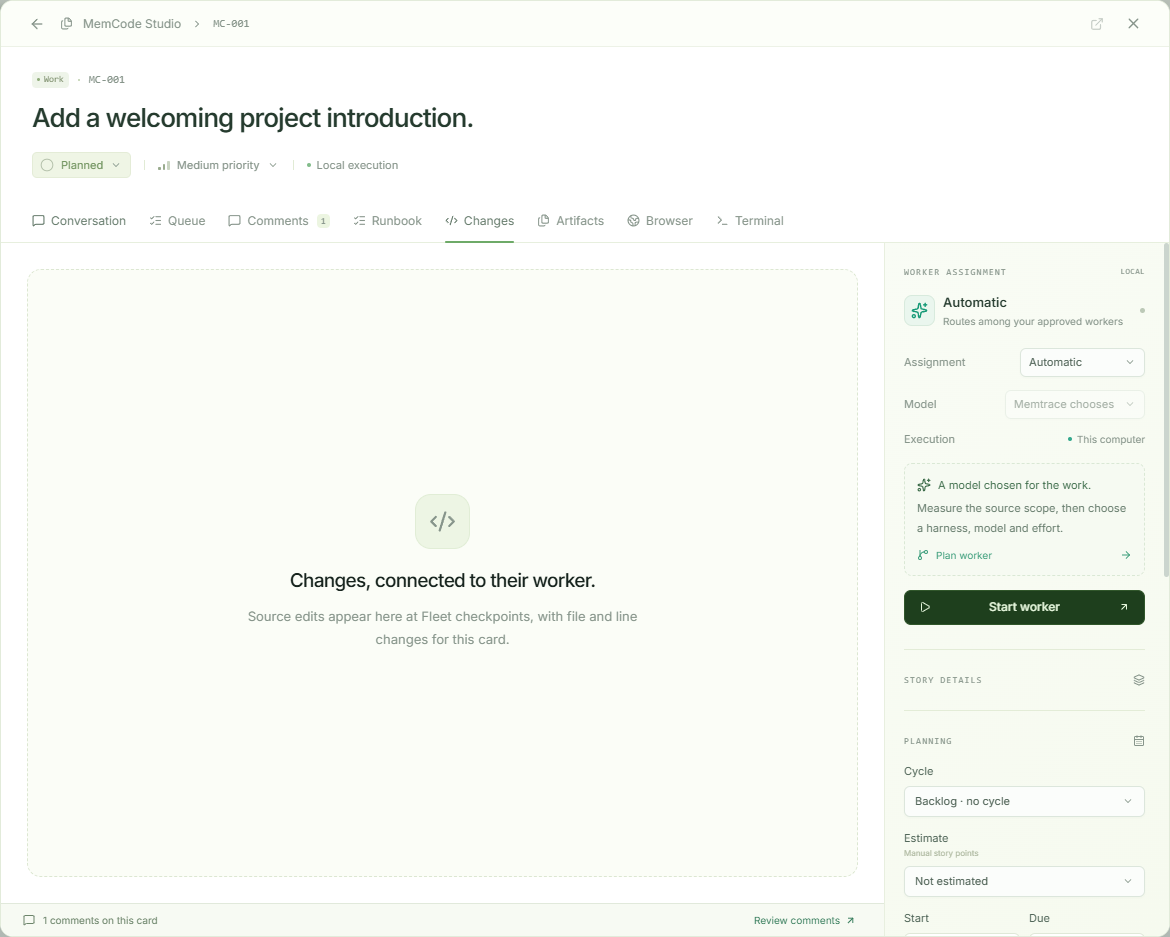 MemCode Studio > MC-001
• Work · MC-001
Add a welcoming project introduction.
Planned
Medium priority
• Local execution
Conversation
Queue
Comments 1
Runbook
Changes
Artifacts
Browser
Terminal
Changes, connected to their worker.
Source edits appear here at Fleet checkpoints, with file and line
changes for this card.
1 comments on this card
Review comments
WORKER ASSIGNMENT
LOCAL
Automatic
Routes among your approved workers
Assignment
Automatic
Model
Memtrace chooses
Execution
• This computer
A model chosen for the work.
Measure the source scope, then choose
a harness, model and effort.
Plan worker
Start worker
STORY DETAILS
PLANNING
Cycle
Backlog · no cycle
Estimate
Manual story points
Not estimated
Start
Due